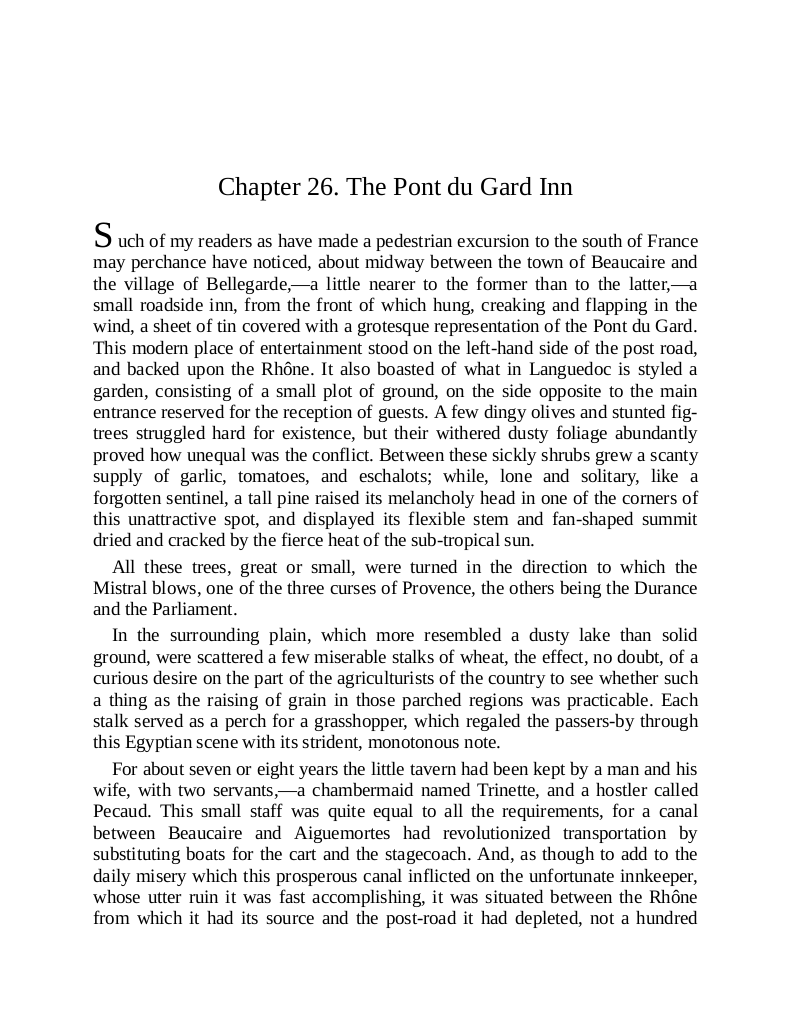 Chapter 26. The Pont du Gard Inn
Such of my readers as have made a pedestrian excursion to the south of France
may perchance have noticed, about midway between the town of Beaucaire and
the village of Bellegarde,—a little nearer to the former than to the latter,—a
small roadside inn, from the front of which hung, creaking and flapping in the
wind, a sheet of tin covered with a grotesque representation of the Pont du Gard.
This modern place of entertainment stood on the left-hand side of the post road,
and backed upon the Rhône. It also boasted of what in Languedoc is styled a
garden, consisting of a small plot of ground, on the side opposite to the main
entrance reserved for the reception of guests. A few dingy olives and stunted fig-
trees struggled hard for existence, but their withered dusty foliage abundantly
proved how unequal was the conflict. Between these sickly shrubs grew a scanty
supply of garlic, tomatoes, and eschalots; while, lone and solitary, like a
forgotten sentinel, a tall pine raised its melancholy head in one of the corners of
this unattractive spot, and displayed its flexible stem and fan-shaped summit
dried and cracked by the fierce heat of the sub-tropical sun.
All these trees, great or small, were turned in the direction to which the
Mistral blows, one of the three curses of Provence, the others being the Durance
and the Parliament.
In the surrounding plain, which more resembled a dusty lake than solid
ground, were scattered a few miserable stalks of wheat, the effect, no doubt, of a
curious desire on the part of the agriculturists of the country to see whether such
a thing as the raising of grain in those parched regions was practicable. Each
stalk served as a perch for a grasshopper, which regaled the passers-by through
this Egyptian scene with its strident, monotonous note.
For about seven or eight years the little tavern had been kept by a man and his
wife, with two servants,—a chambermaid named Trinette, and a hostler called
Pecaud. This small staff was quite equal to all the requirements, for a canal
between Beaucaire and Aiguemortes had revolutionized transportation by
substituting boats for the cart and the stagecoach. And, as though to add to the
daily misery which this prosperous canal inflicted on the unfortunate innkeeper,
whose utter ruin it was fast accomplishing, it was situated between the Rhône
from which it had its source and the post-road it had depleted, not a hundred